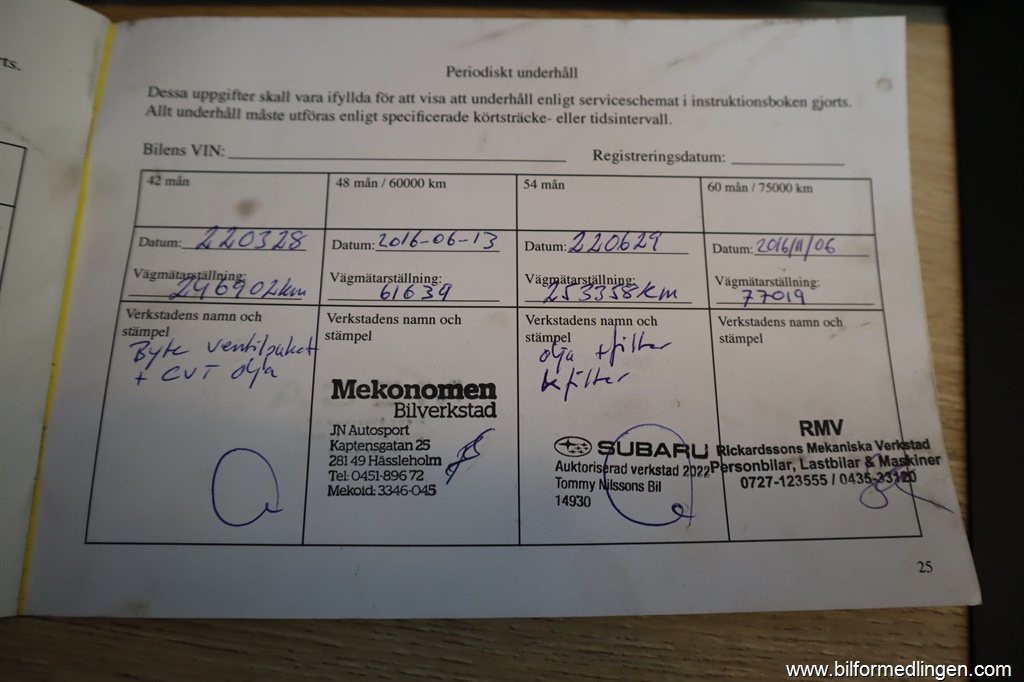 rts.
Periodiskt underhåll
Dessa uppgifter skall vara ifyllda för att visa att underhåll enligt serviceschemat i instruktionsboken gjorts.
Allt underhåll måste utföras enligt specificerade körtsträcke- eller tidsintervall.
Bilens VIN: Registreringsdatum:
42 mån
Datum: 220328
Vägmätarställning:
246902km
Verkstadens namn och
stämpel
Byte ventilpaket
+ CVT olja
48 mån / 60000 km
Datum: 2016-06-13
Vägmätarställning:
61639
Verkstadens namn och
stämpel
Mekonomen
Bilverkstad
JN Autosport
Kaptensgatan 25
281 49 Hässleholm
Tel: 0451-896 72
Mekoid: 3346-045
54 mån
Datum: 220629
Vägmätarställning:
253358km
Verkstadens namn och
stämpel
olja +filter
SUBARU
Auktoriserad verkstad 2022
Tommy Nilssons Bil
14930
60 mån / 75000 km
Datum: 2016/11/06
Vägmätarställning:
77019
Verkstadens namn och
stämpel
RMV
Rickardssons Mekaniska Verkstad
Personbilar, Lastbilar & Maskiner
0727-123555 / 0435-33120
25
www.bilformedlingen.com